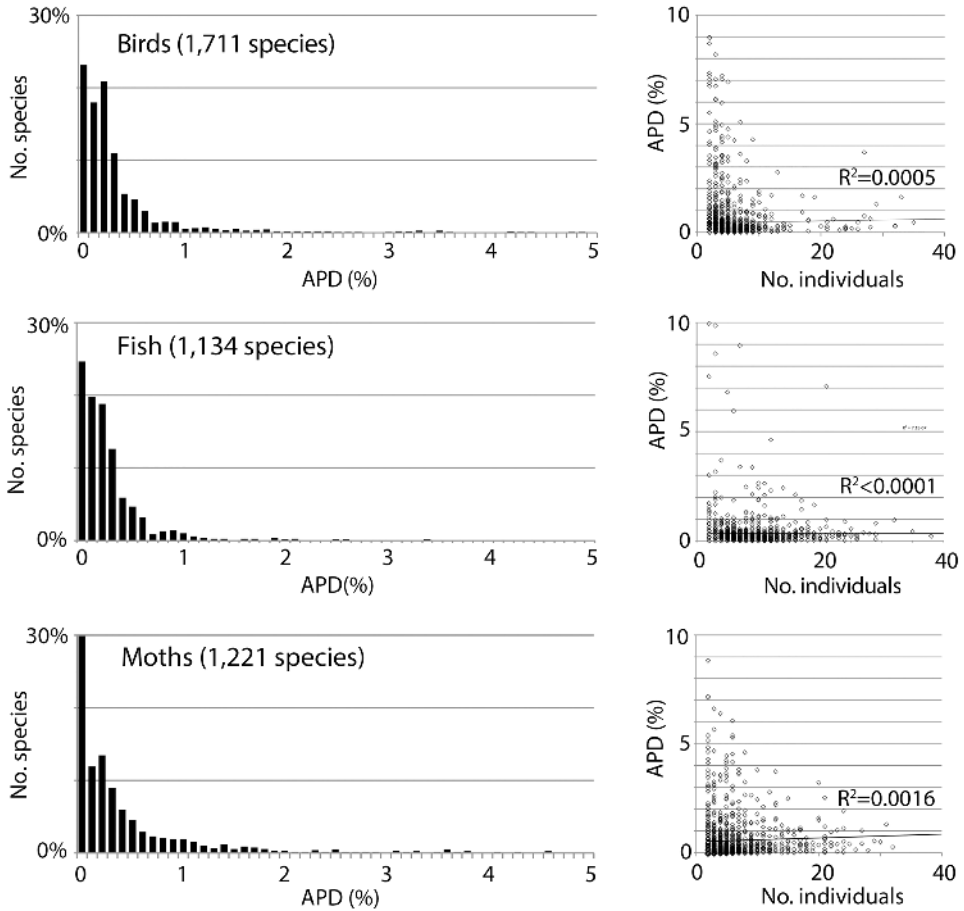 30%
Birds (1,711 species)
No. species
0%
0 1 2 3 4 5
APD (%)
10
APD (%)
5
R²=0.0005
0
0 20 40
No. individuals
30%
Fish (1,134 species)
No. species
0%
0 1 2 3 4 5
APD(%)
10
APD (%)
5
R²<0.0001
0
0 20 40
No. individuals
30%
Moths (1,221 species)
No. species
0%
0 1 2 3 4 5
APD (%)
10
APD (%)
5
R²=0.0016
0
0 20 40
No. individuals